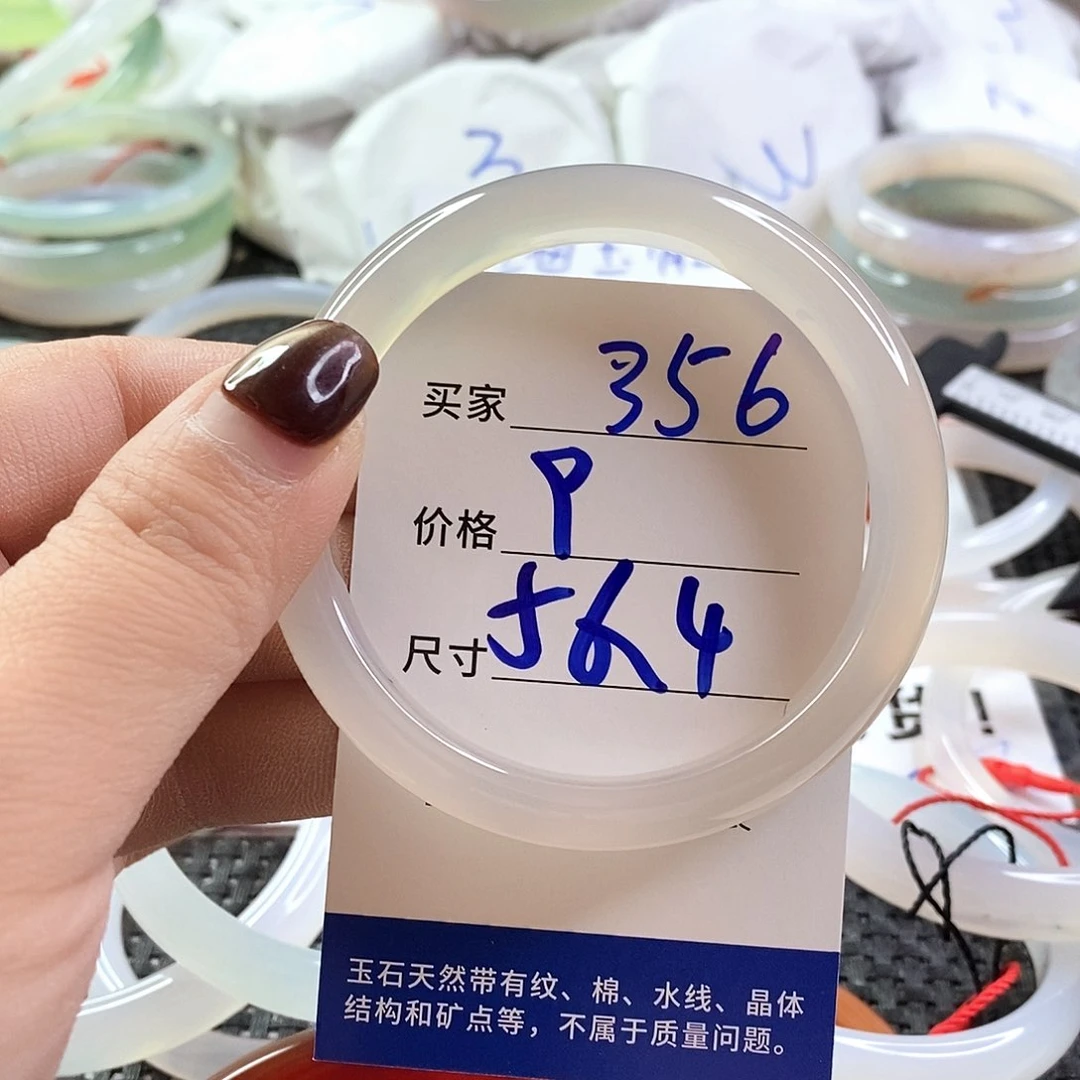 3
买家 356
价格 P
尺寸 56.4
玉石天然带有纹、棉、水线、晶体
结构和矿点等，不属于质量问题。